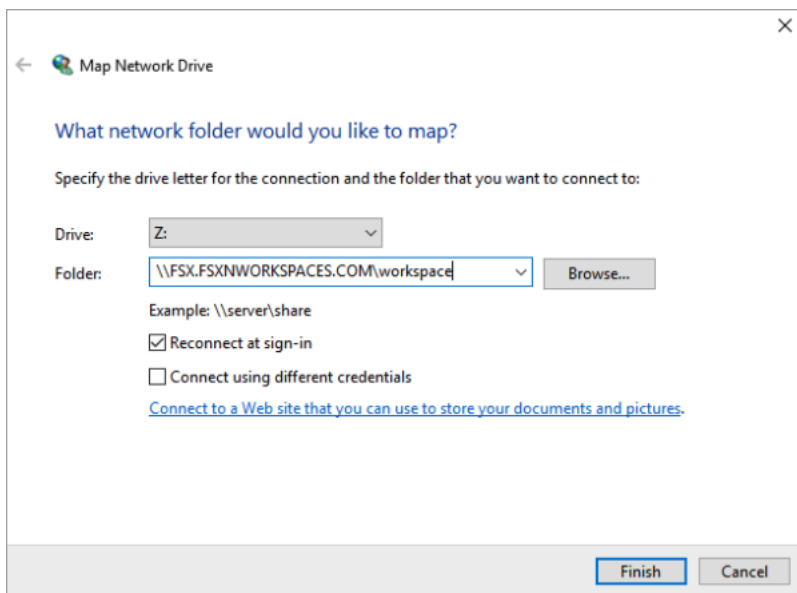 Map Network Drive
What network folder would you like to map?
Specify the drive letter for the connection and the folder that you want to connect to:
Drive: Z:
Folder: \\FSX.FSXNWORKSPACES.COM\workspace Browse...
Example: \\server\share
Reconnect at sign-in
Connect using different credentials
Connect to a Web site that you can use to store your documents and pictures.
Finish Cancel